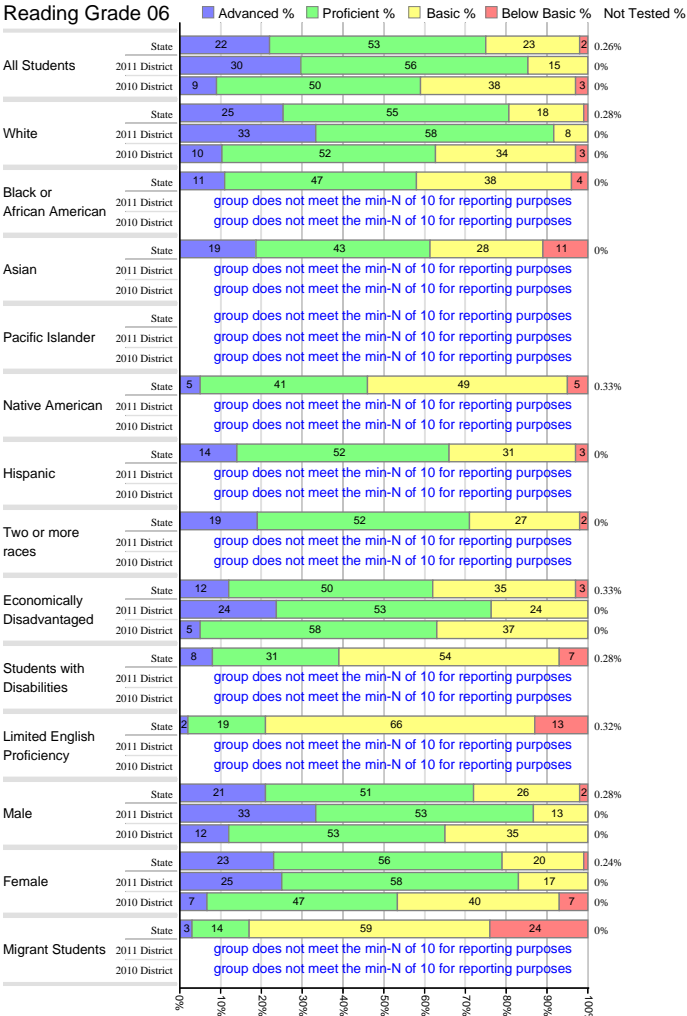 Reading Grade 06 Advanced % Proficient % Basic % Below Basic % Not Tested %
All Students
State 22 53 23 2 0.26%
2011 District 30 56 15 0%
2010 District 9 50 38 3 0%
White
State 25 55 18 0.28%
2011 District 33 58 8 0%
2010 District 10 52 34 3 0%
Black or
African American
State 11 47 38 4 0%
2011 District group does not meet the min-N of 10 for reporting purposes
2010 District group does not meet the min-N of 10 for reporting purposes
Asian
State 19 43 28 11 0%
2011 District group does not meet the min-N of 10 for reporting purposes
2010 District group does not meet the min-N of 10 for reporting purposes
Pacific Islander
State group does not meet the min-N of 10 for reporting purposes
2011 District group does not meet the min-N of 10 for reporting purposes
2010 District group does not meet the min-N of 10 for reporting purposes
Native American
State 5 41 49 5 0.33%
2011 District group does not meet the min-N of 10 for reporting purposes
2010 District group does not meet the min-N of 10 for reporting purposes
Hispanic
State 14 52 31 3 0%
2011 District group does not meet the min-N of 10 for reporting purposes
2010 District group does not meet the min-N of 10 for reporting purposes
Two or more
races
State 19 52 27 2 0%
2011 District group does not meet the min-N of 10 for reporting purposes
2010 District group does not meet the min-N of 10 for reporting purposes
Economically
Disadvantaged
State 12 50 35 3 0.33%
2011 District 24 53 24 0%
2010 District 5 58 37 0%
Students with
Disabilities
State 8 31 54 7 0.28%
2011 District group does not meet the min-N of 10 for reporting purposes
2010 District group does not meet the min-N of 10 for reporting purposes
Limited English
Proficiency
State 2 19 66 13 0.32%
2011 District group does not meet the min-N of 10 for reporting purposes
2010 District group does not meet the min-N of 10 for reporting purposes
Male
State 21 51 26 2 0.28%
2011 District 33 53 13 0%
2010 District 12 53 35 0%
Female
State 23 56 20 0.24%
2011 District 25 58 17 0%
2010 District 7 47 40 7 0%
Migrant Students
State 3 14 59 24 0%
2011 District group does not meet the min-N of 10 for reporting purposes
2010 District group does not meet the min-N of 10 for reporting purposes
0% 10% 20% 30% 40% 50% 60% 70% 80% 90% 100%